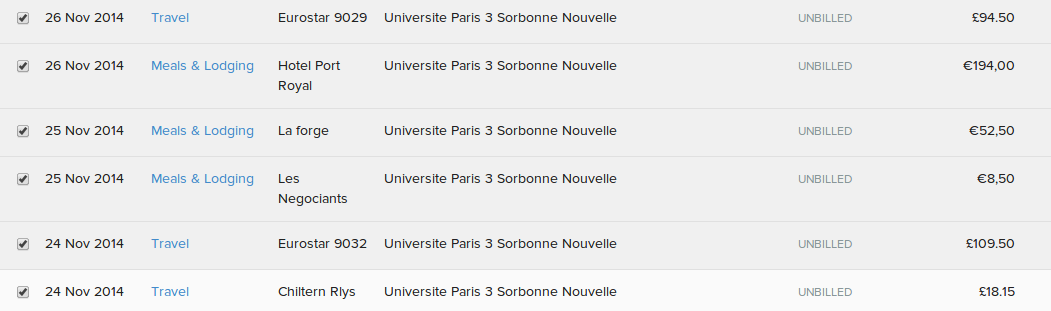 26 Nov 2014 Travel Eurostar 9029 Universite Paris 3 Sorbonne Nouvelle UNBILLED £94.50
26 Nov 2014 Meals & Lodging Hotel Port Universite Paris 3 Sorbonne Nouvelle UNBILLED €194,00
Royal
25 Nov 2014 Meals & Lodging La forge Universite Paris 3 Sorbonne Nouvelle UNBILLED €52,50
25 Nov 2014 Meals & Lodging Les Universite Paris 3 Sorbonne Nouvelle UNBILLED €8,50
Negociants
24 Nov 2014 Travel Eurostar 9032 Universite Paris 3 Sorbonne Nouvelle UNBILLED £109.50
24 Nov 2014 Travel Chiltern Rlys Universite Paris 3 Sorbonne Nouvelle UNBILLED £18.15